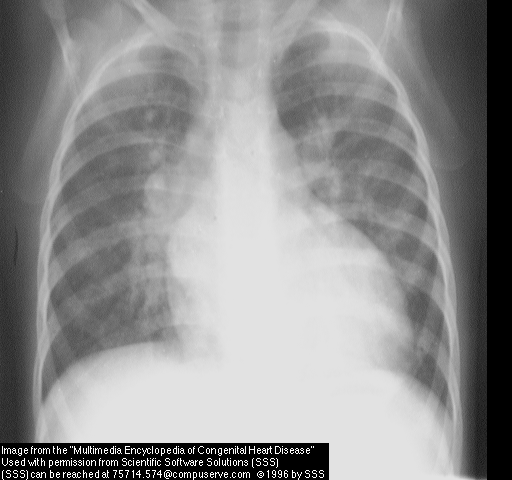 Image from the "Multimedia Encyclopedia of Congenital Heart Disease"
Used with permission from Scientific Software Solutions (SSS)
(SSS) can be reached at 75714.574@compuserve.com ©1996 by SSS